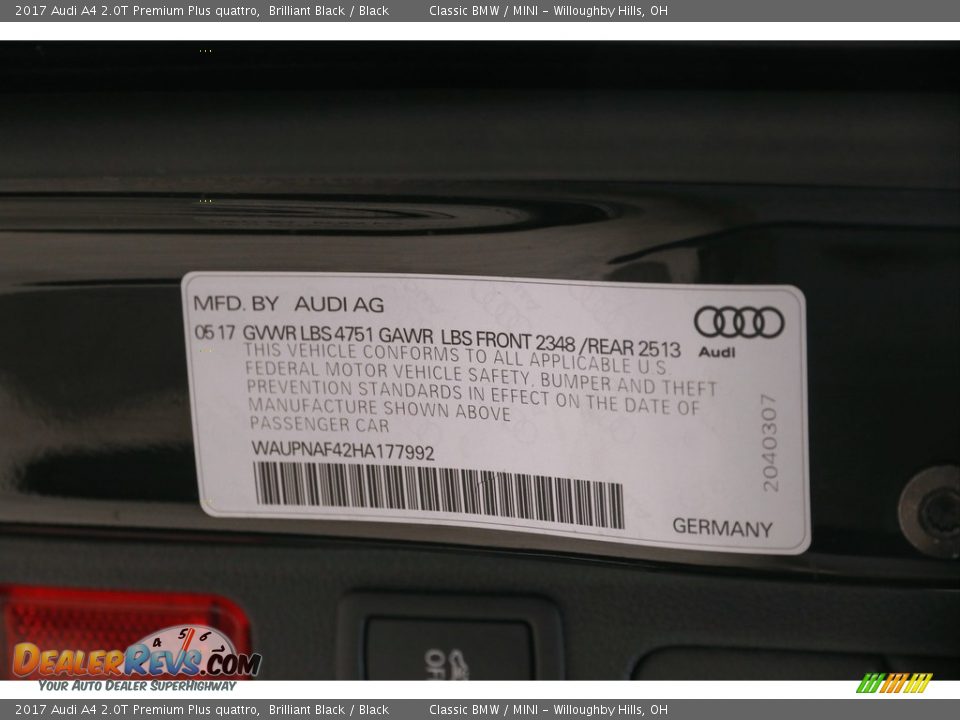 2017 Audi A4 2.0T Premium Plus quattro, Brilliant Black / Black Classic BMW / MINI - Willoughby Hills, OH
MFD. BY AUDI AG
05 17 GVWR LBS 4751 GAWR LBS FRONT 2348 /REAR 2513
THIS VEHICLE CONFORMS TO ALL APPLICABLE U.S.
FEDERAL MOTOR VEHICLE SAFETY, BUMPER AND THEFT
PREVENTION STANDARDS IN EFFECT ON THE DATE OF
MANUFACTURE SHOWN ABOVE
PASSENGER CAR
WAUPNAF42HA177992
Audi
2040307
GERMANY
OFF
4 5 6
DEALERREVS.COM
YOUR AUTO DEALER SUPERHIGHWAY
2017 Audi A4 2.0T Premium Plus quattro, Brilliant Black / Black Classic BMW / MINI - Willoughby Hills, OH